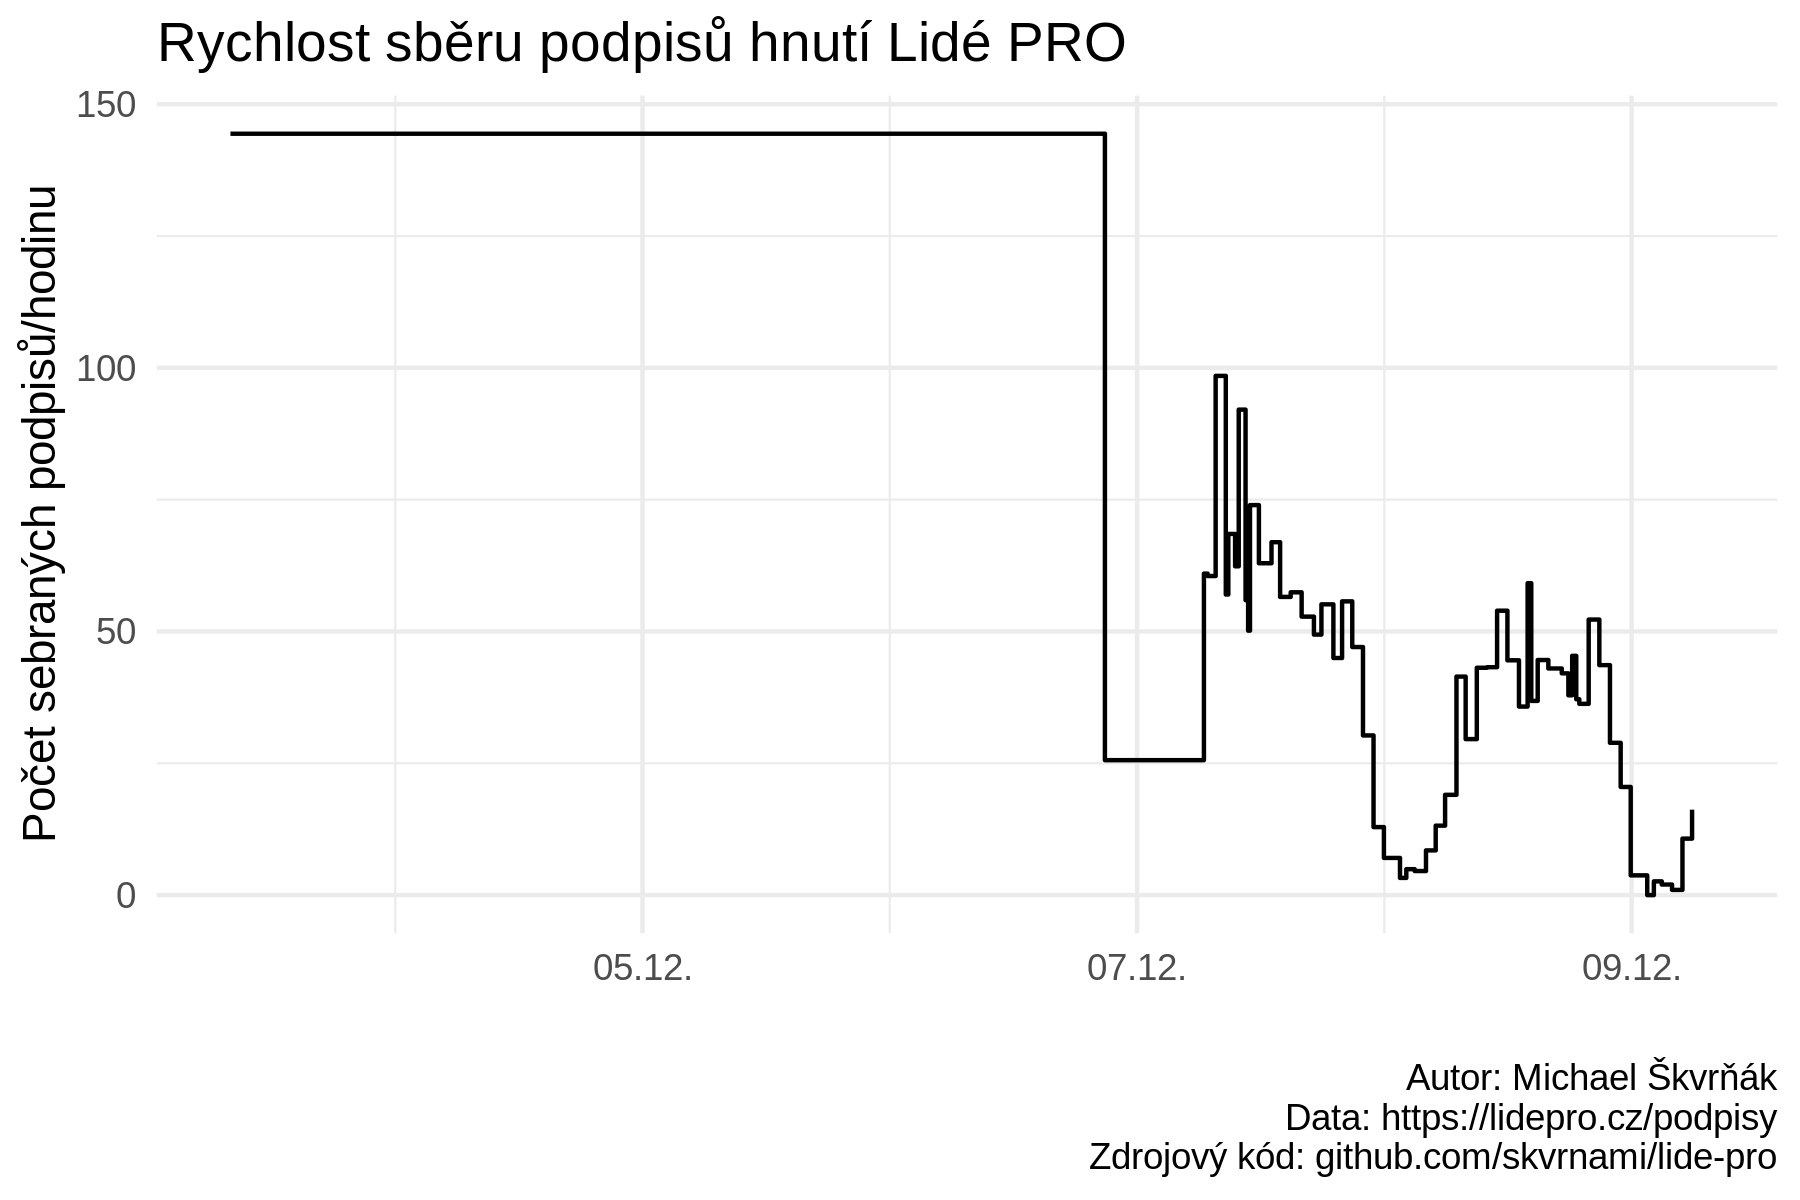 Rychlost sběru podpisů hnutí Lidé PRO
Počet sebraných podpisů/hodinu
150
100
50
0
05.12.
07.12.
09.12.
Autor: Michael Škvrňák
Data: https://lidepro.cz/podpisy
Zdrojový kód: github.com/skvrnami/lide-pro